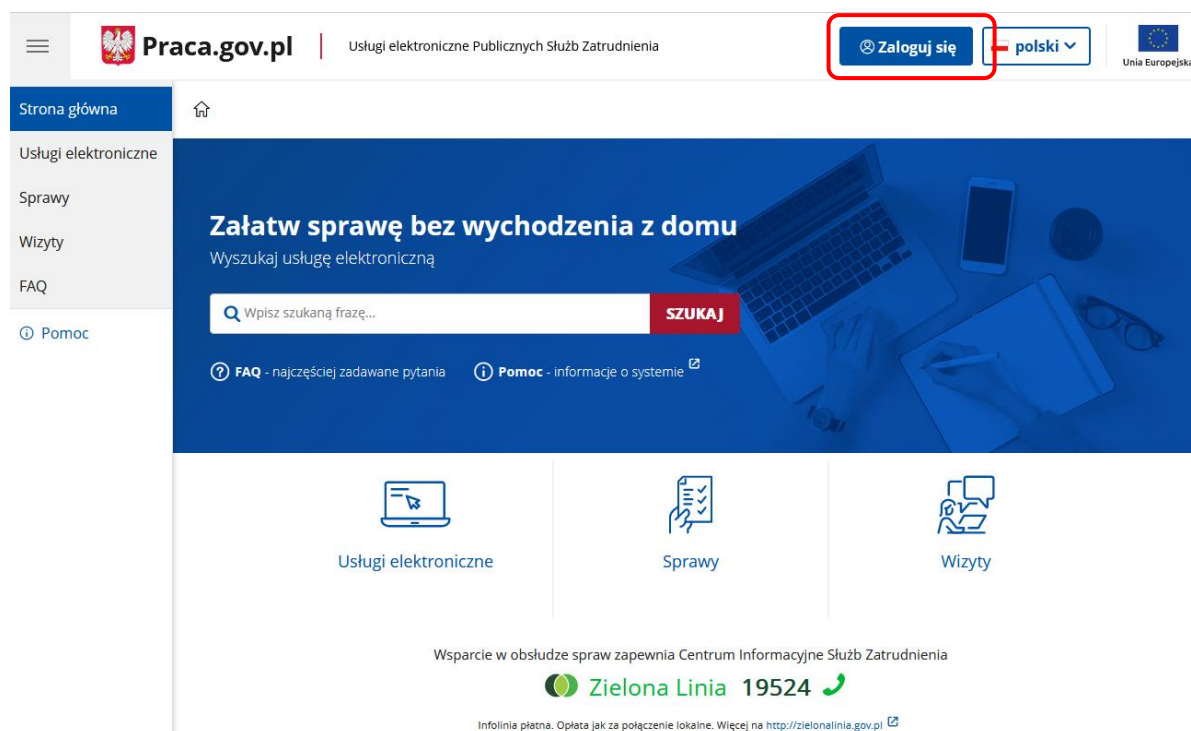 Praca.gov.pl
Usługi elektroniczne Publicznych Służb Zatrudnienia
Zaloguj się
polski
Unia Europejska
Strona główna
Usługi elektroniczne
Sprawy
Wizyty
FAQ
Pomoc
Załatw sprawę bez wychodzenia z domu
Wyszukaj usługę elektroniczną
Wpisz szukaną frazę...
SZUKAJ
FAQ - najczęściej zadawane pytania
Pomoc - informacje o systemie
Usługi elektroniczne
Sprawy
Wizyty
Wsparcie w obsłudze spraw zapewnia Centrum Informacyjne Służb Zatrudnienia
Zielona Linia 19524
Infolinia płatna. Opłata jak za połączenie lokalne. Więcej na http://zielonalinia.gov.pl